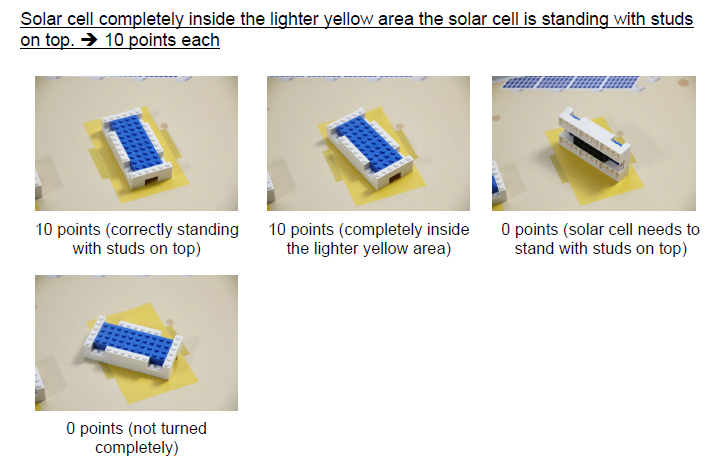 Solar cell completely inside the lighter yellow area the solar cell is standing with studs
on top. ➔ 10 points each
10 points (correctly standing
with studs on top)
10 points (completely inside
the lighter yellow area)
0 points (solar cell needs to
stand with studs on top)
0 points (not turned
completely)